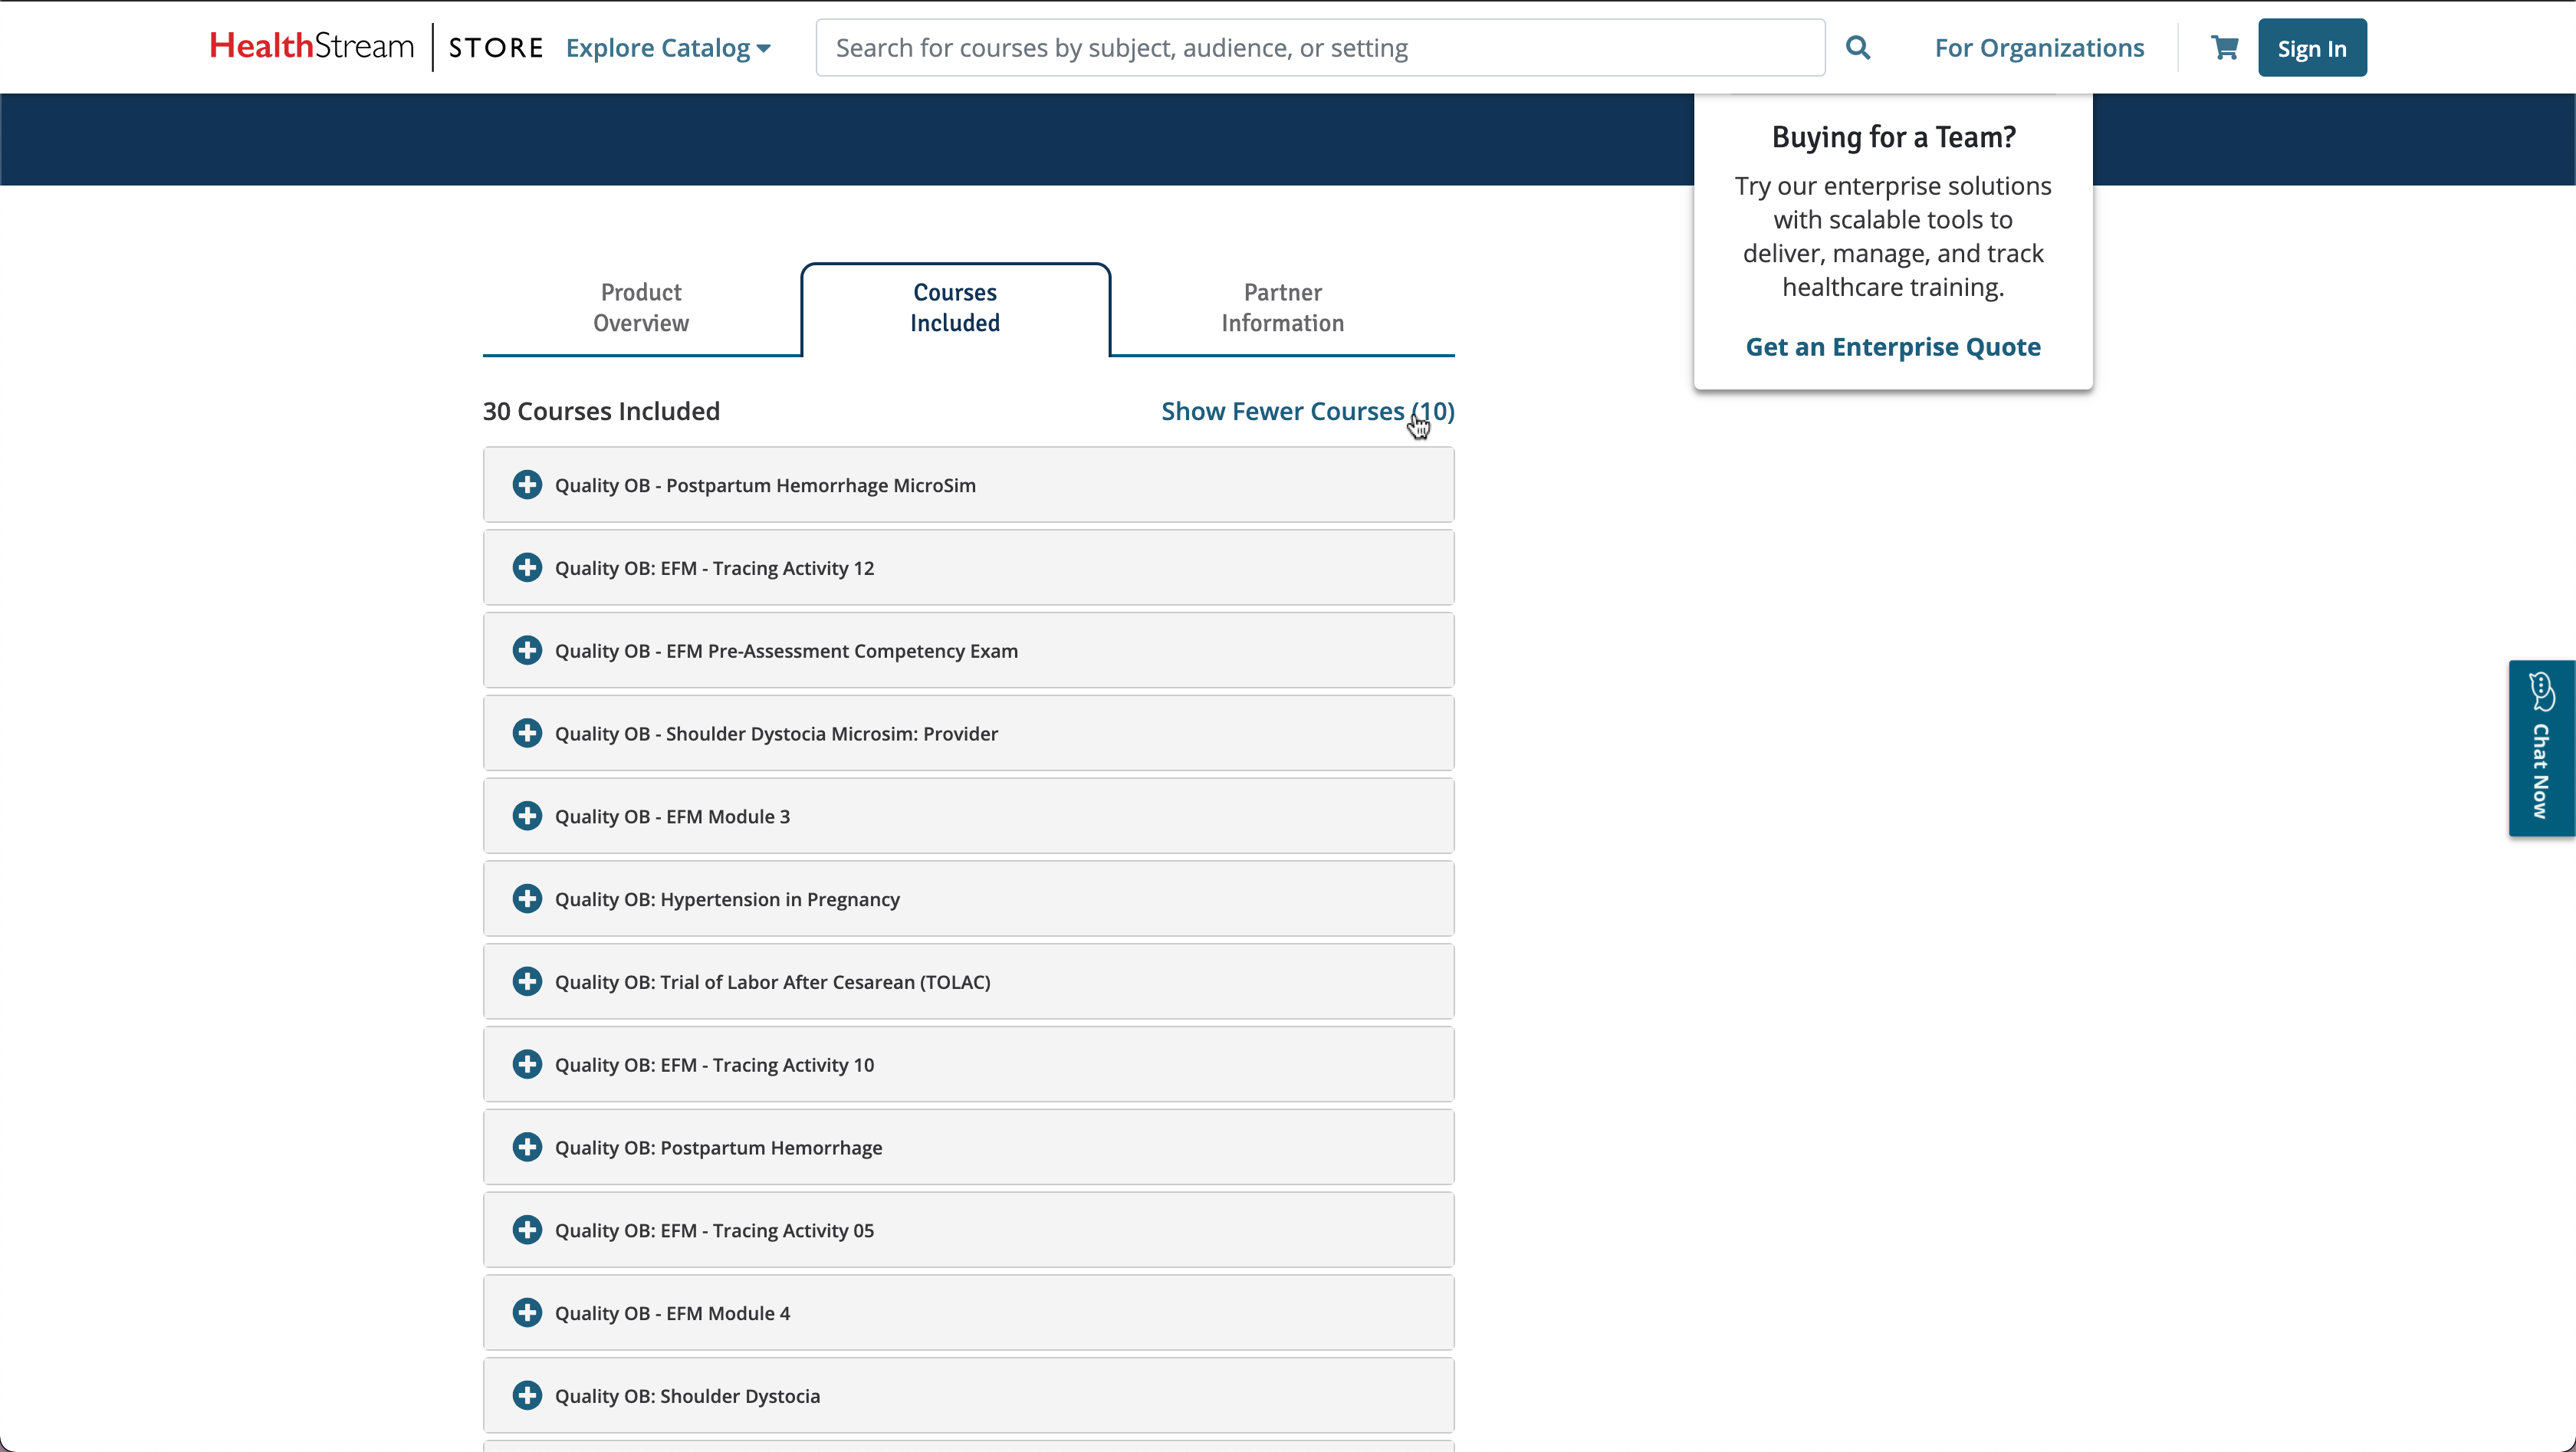 HealthStream STORE Explore Catalog Search for courses by subject, audience, or setting For Organizations Sign In
Buying for a Team?
Try our enterprise solutions
with scalable tools to
deliver, manage, and track
healthcare training.
Get an Enterprise Quote
Product
Overview
Courses
Included
Partner
Information
30 Courses Included Show Fewer Courses (10)
Quality OB - Postpartum Hemorrhage MicroSim
Quality OB: EFM - Tracing Activity 12
Quality OB - EFM Pre-Assessment Competency Exam
Quality OB - Shoulder Dystocia Microsim: Provider
Quality OB - EFM Module 3
Quality OB: Hypertension in Pregnancy
Quality OB: Trial of Labor After Cesarean (TOLAC)
Quality OB: EFM - Tracing Activity 10
Quality OB: Postpartum Hemorrhage
Quality OB: EFM - Tracing Activity 05
Quality OB - EFM Module 4
Quality OB: Shoulder Dystocia
Chat Now